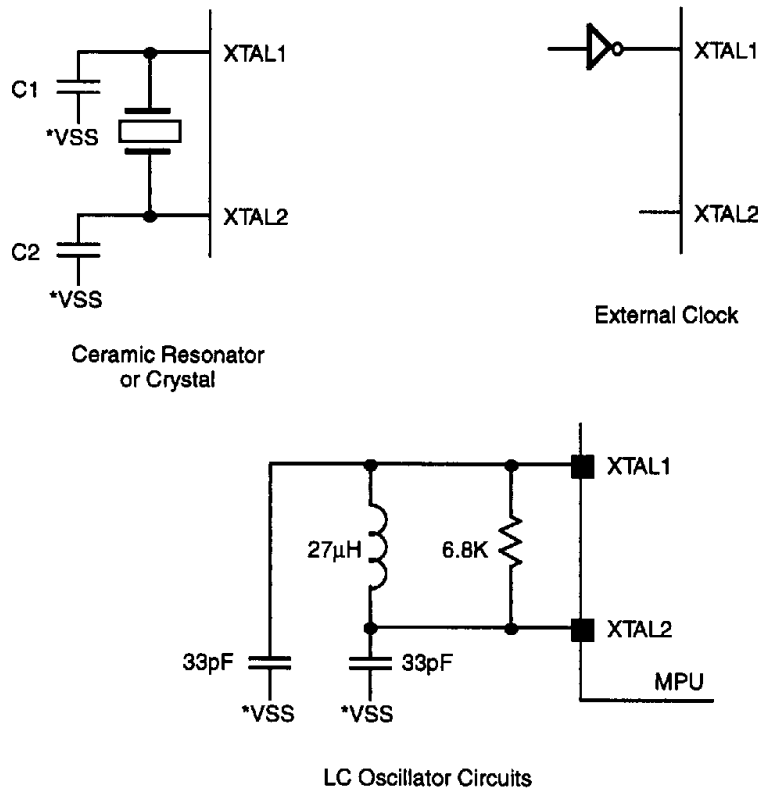 XTAL1
C1
*VSS
XTAL2
C2
*VSS
Ceramic Resonator
or Crystal
XTAL1
XTAL2
External Clock
XTAL1
27μH
6.8K
XTAL2
33pF
33pF
*VSS
*VSS
MPU
LC Oscillator Circuits